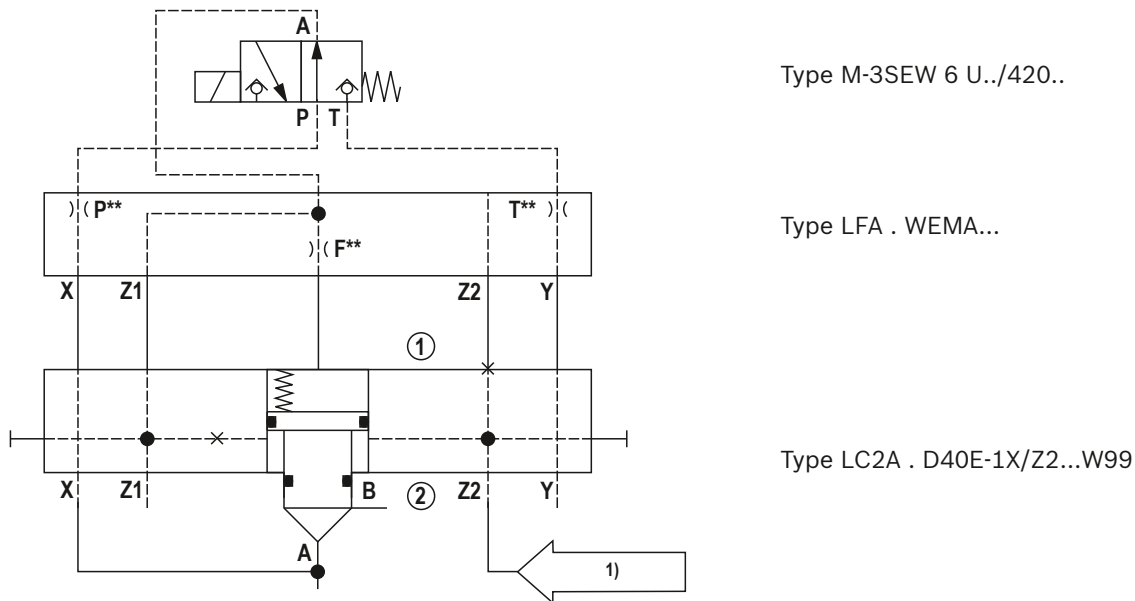 A
Type M-3SEW 6 U../420..
P T
P** T**
F**
Type LFA . WEMA...
X Z1 Z2 Y
①
Type LC2A . D40E-1X/Z2...W99
X Z1 B ② Z2 Y
A
1)